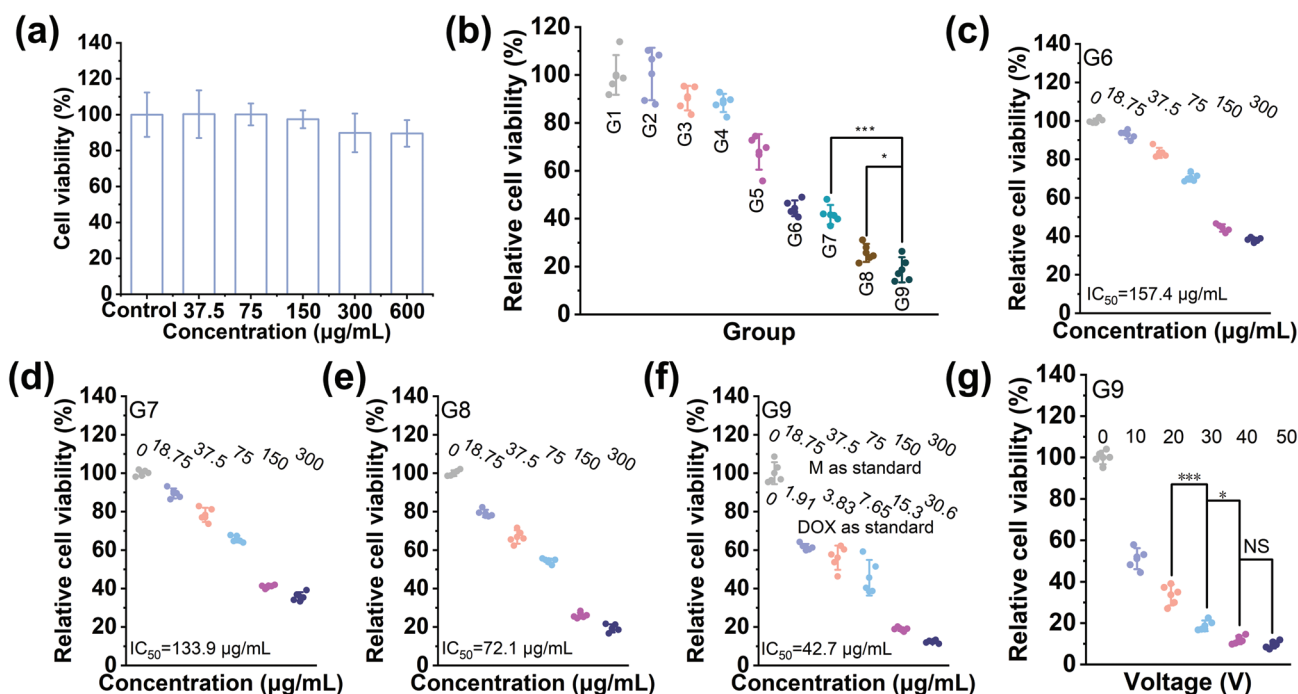 (a)
Cell viability (%)
140
120
100
80
60
40
20
0
Control 37.5 75 150 300 600
Concentration (µg/mL)
(b)
Relative cell viability (%)
120
100
80
60
40
20
0
G1 G2 G3 G4 G5 G6 G7 G8 G9
***
*
Group
(c)
Relative cell viability (%)
140
120
100
80
60
40
20
0
G6
0 18.75 37.5 75 150 300
IC50=157.4 µg/mL
Concentration (µg/mL)
(d)
Relative cell viability (%)
140
120
100
80
60
40
20
0
G7
0 18.75 37.5 75 150 300
IC50=133.9 µg/mL
Concentration (µg/mL)
(e)
Relative cell viability (%)
140
120
100
80
60
40
20
0
G8
0 18.75 37.5 75 150 300
IC50=72.1 µg/mL
Concentration (µg/mL)
(f)
Relative cell viability (%)
140
120
100
80
60
40
20
0
G9
0 18.75 37.5 75 150 300
M as standard
0 1.91 3.83 7.65 15.3 30.6
DOX as standard
IC50=42.7 µg/mL
Concentration (µg/mL)
(g)
Relative cell viability (%)
140
120
100
80
60
40
20
0
G9
0 10 20 30 40 50
***
*
NS
Voltage (V)